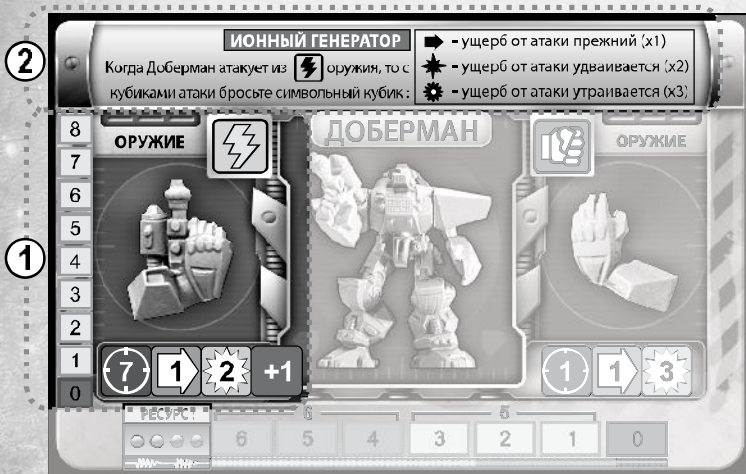 2
ИОННЫЙ ГЕНЕРАТОР
Когда Доберман атакует из оружия, то с
кубиками атаки бросьте символьный кубик :
- ущерб от атаки прежний (x1)
- ущерб от атаки удваивается (x2)
- ущерб от атаки утраивается (x3)
1
8
7
6
5
4
3
2
1
0
ОРУЖИЕ
7 1 2 +1
ДОБЕРМАН
ОРУЖИЕ
1 1 3
РЕСУРС:
6 5
6 5 4 3 2 1 0